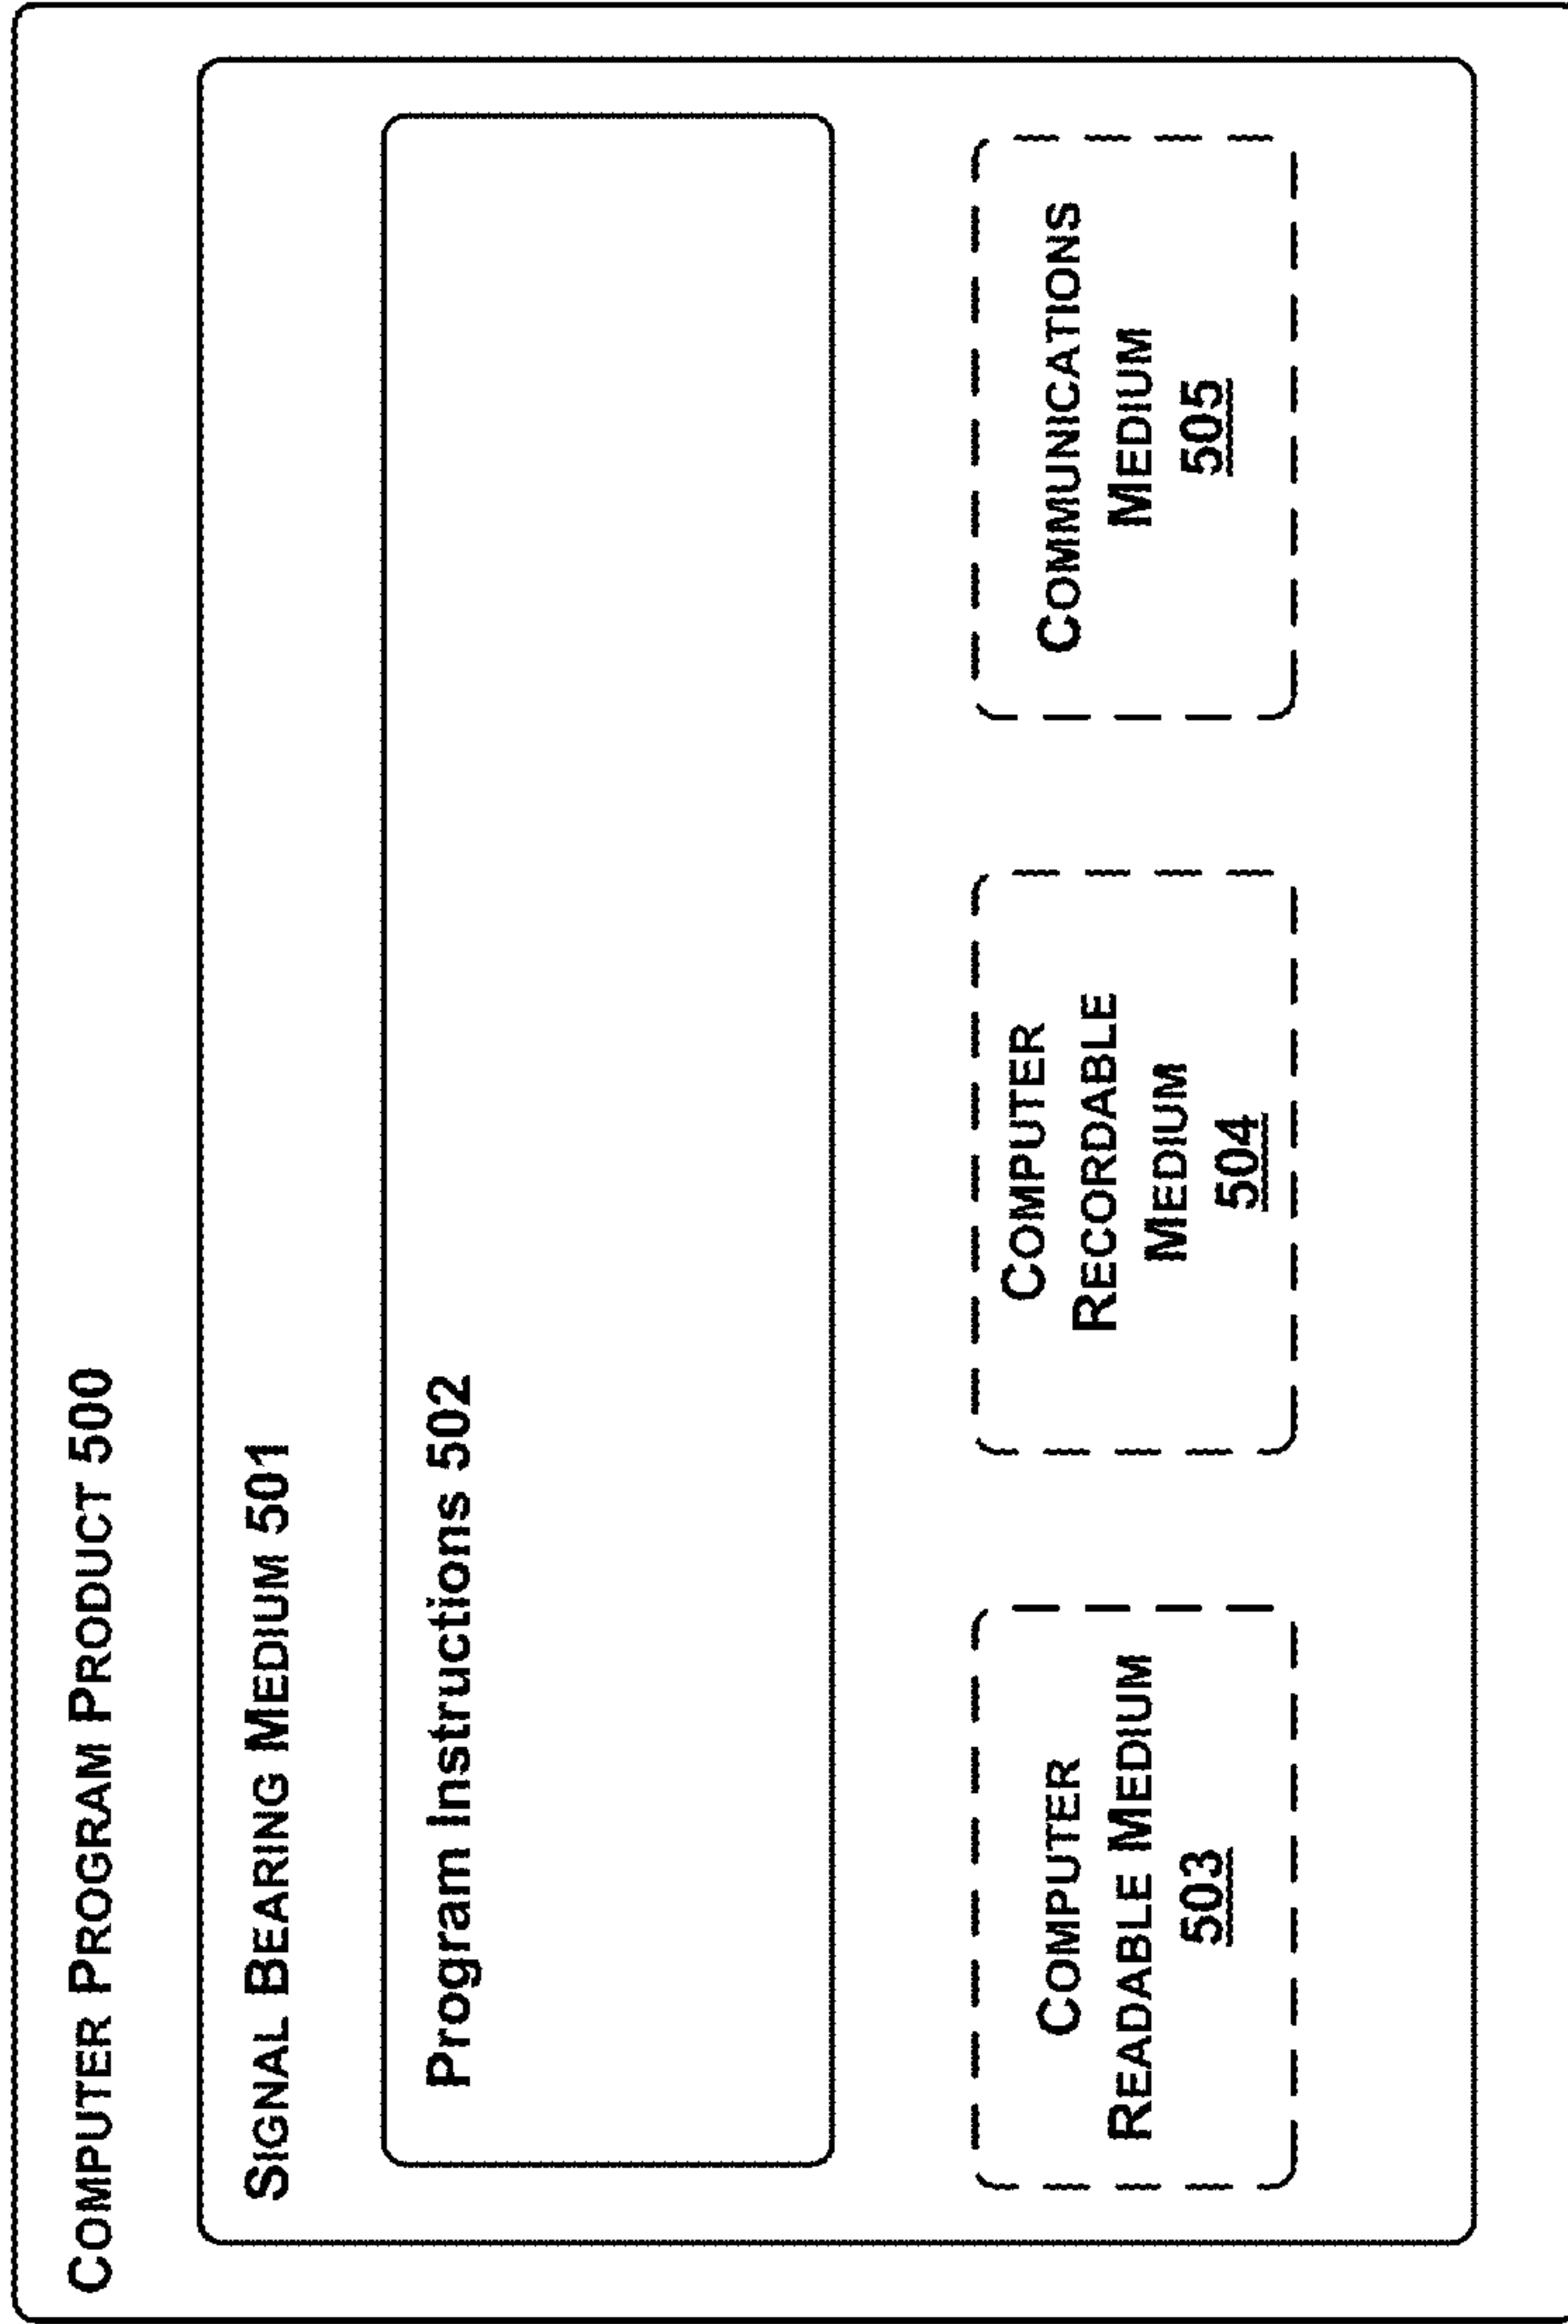 COMPUTER PROGRAM PRODUCT 500
SIGNAL BEARING MEDIUM 501
Program Instructions 502
COMPUTER
READABLE MEDIUM
503
COMPUTER
RECORDABLE
MEDIUM
504
COMMUNICATIONS
MEDIUM
505